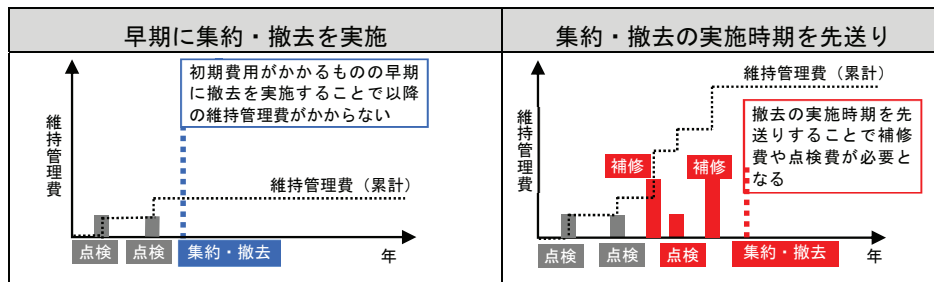 早期に集約・撤去を実施
初期費用がかかるものの早期
に撤去を実施することで以降
の維持管理費がかからない
維持管理費
維持管理費（累計）
点検
点検
集約・撤去
年
集約・撤去の実施時期を先送り
維持管理費（累計）
撤去の実施時期を先
送りすることで補修
費や点検費が必要と
なる
維持管理費
補修
補修
点検
点検
点検
集約・撤去
年